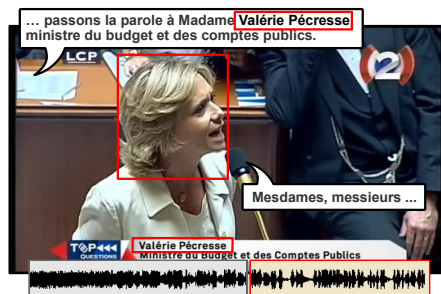 ... passons la parole à Madame Valérie Pécresse
ministre du budget et des comptes publics.
LCP
2
Mesdames, messieurs ...
TOP
QUESTIONS
Valérie Pécresse
Ministre du Budget et des Comptes Publics